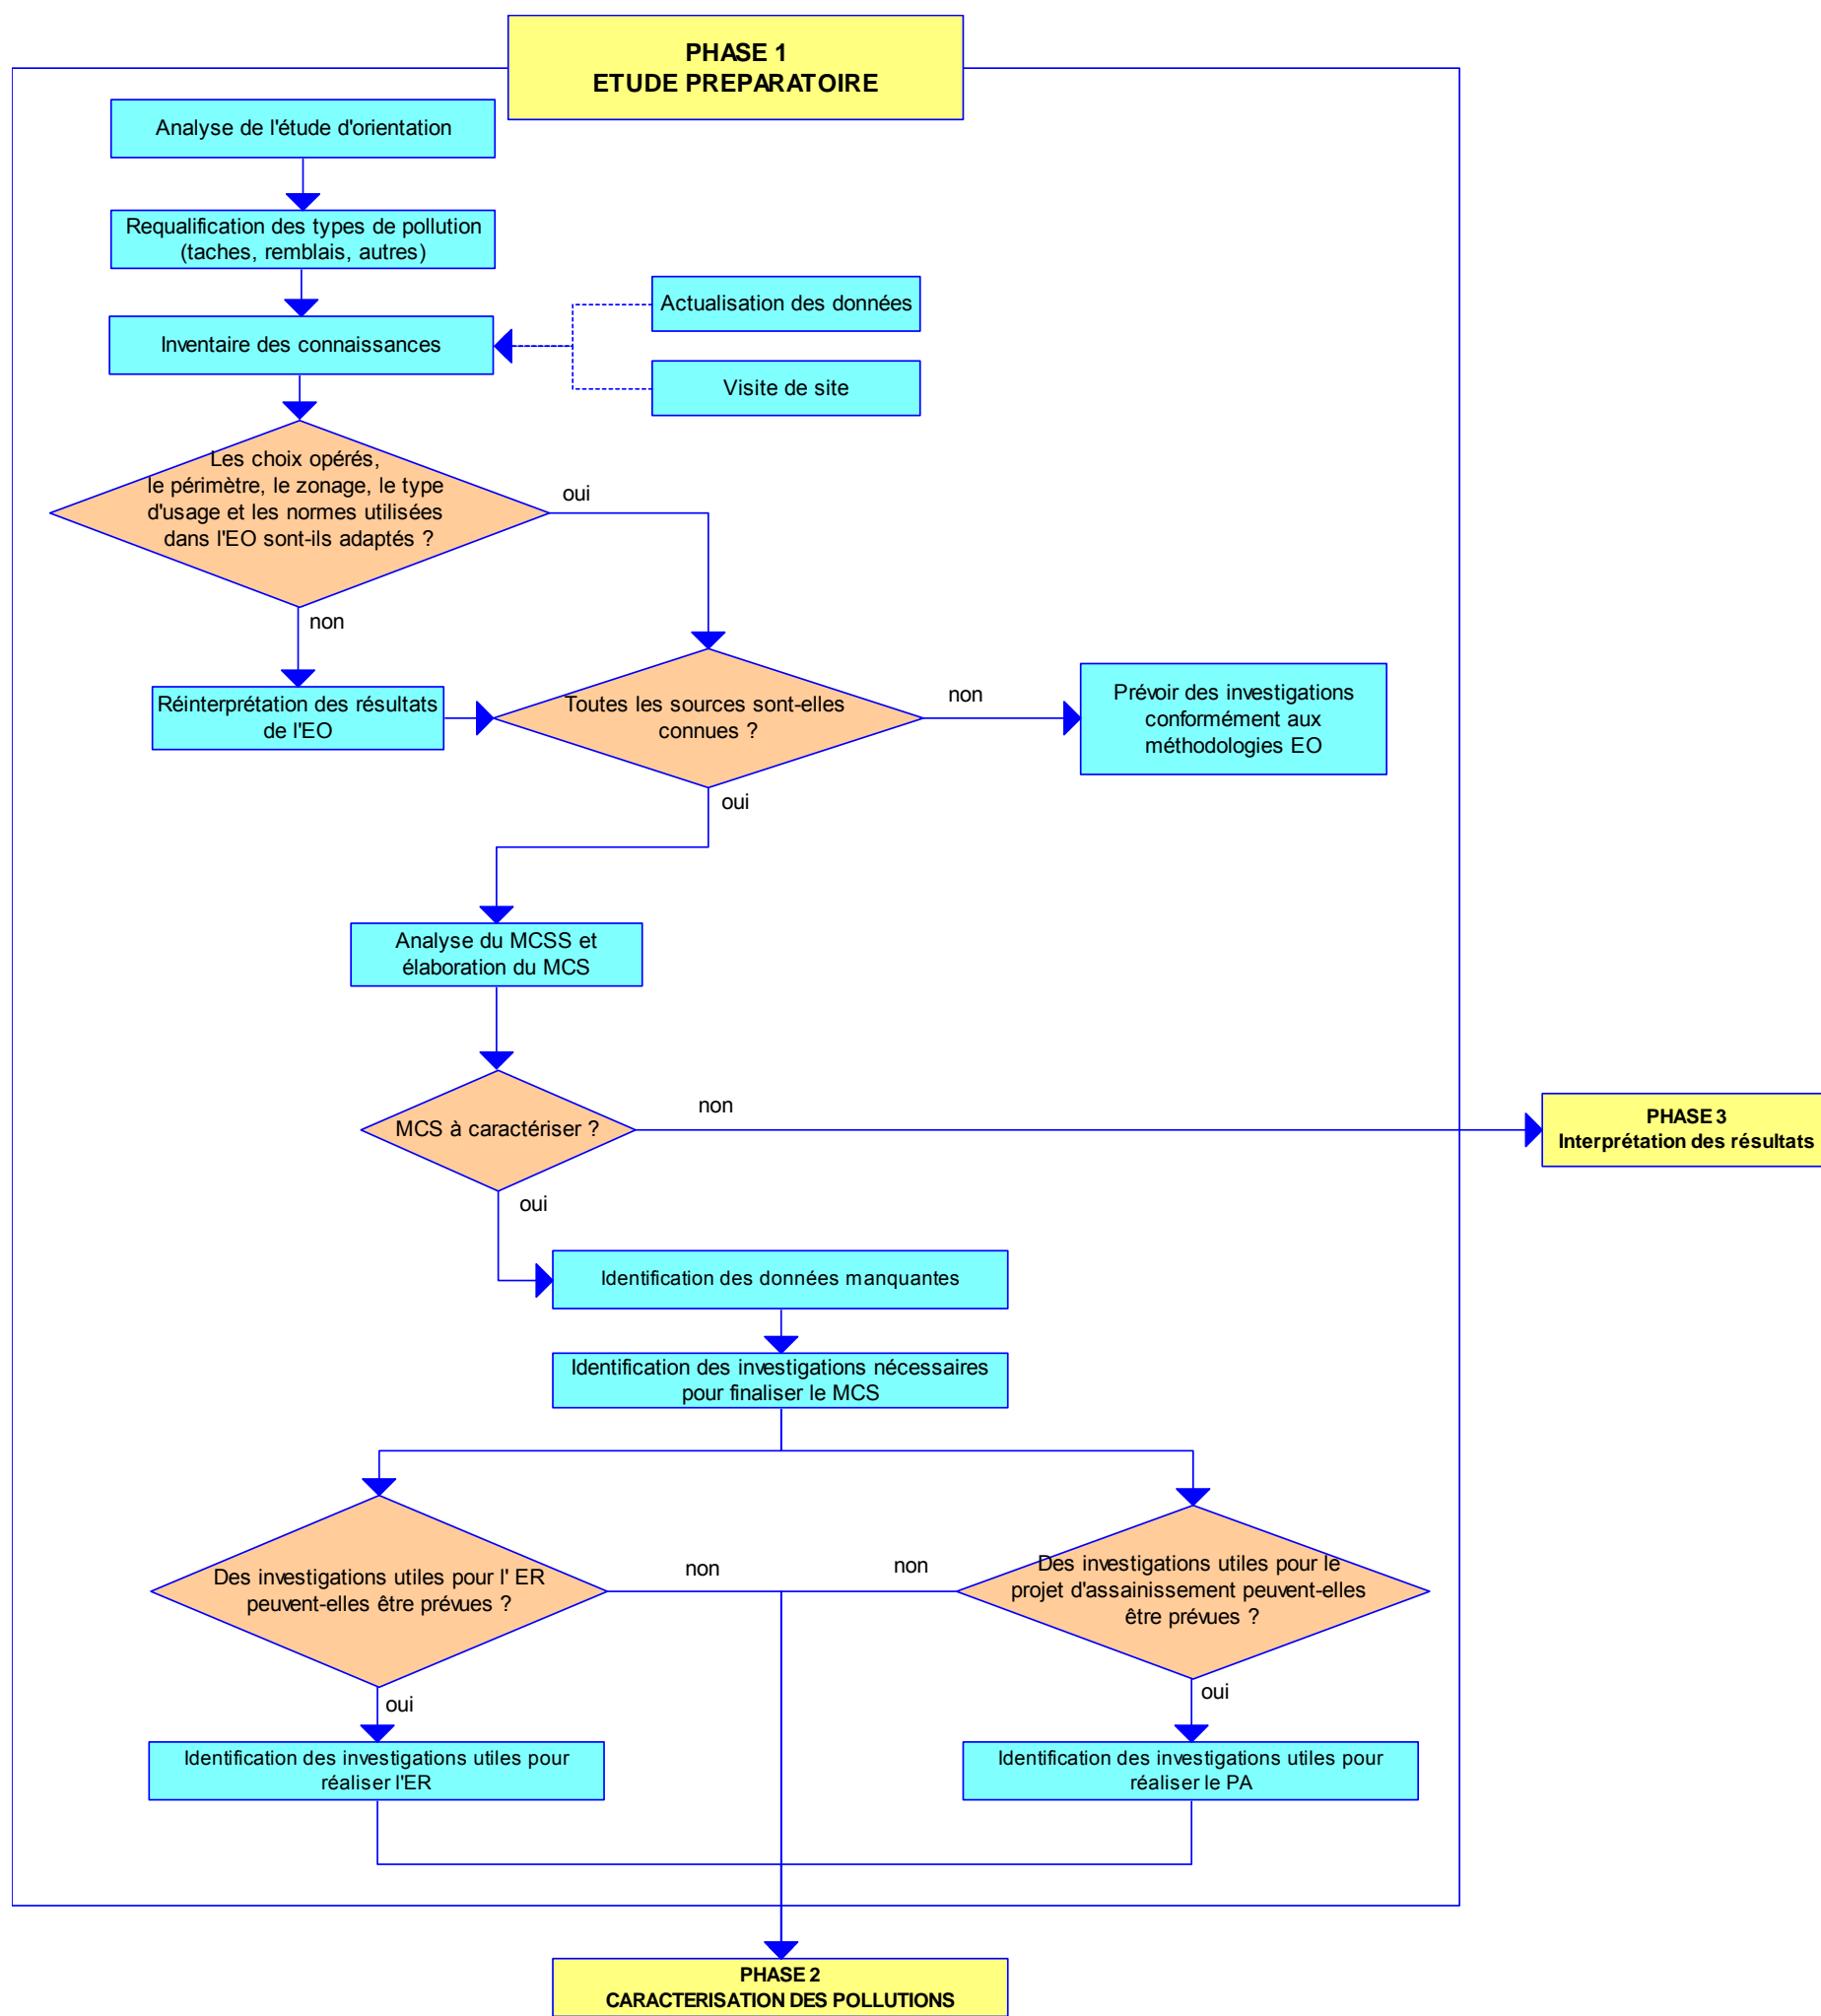 PHASE 1
ETUDE PREPARATOIRE
Analyse de l'étude d'orientation
Requalification des types de pollution
(taches, remblais, autres)
Actualisation des données
Inventaire des connaissances
Visite de site
Les choix opérés,
le périmètre, le zonage, le type
d'usage et les normes utilisées
dans l'EO sont-ils adaptés ?
oui
non
Réinterprétation des résultats
de l'EO
Toutes les sources sont-elles
connues ?
non
Prévoir des investigations
conformément aux
méthodologies EO
oui
Analyse du MCSS et
élaboration du MCS
MCS à caractériser ?
non
PHASE 3
Interprétation des résultats
oui
Identification des données manquantes
Identification des investigations nécessaires
pour finaliser le MCS
Des investigations utiles pour l' ER
peuvent-elles être prévues ?
non
non
Des investigations utiles pour le
projet d'assainissement peuvent-elles
être prévues ?
oui
oui
Identification des investigations utiles pour
réaliser l'ER
Identification des investigations utiles pour
réaliser le PA
PHASE 2
CARACTERISATION DES POLLUTIONS